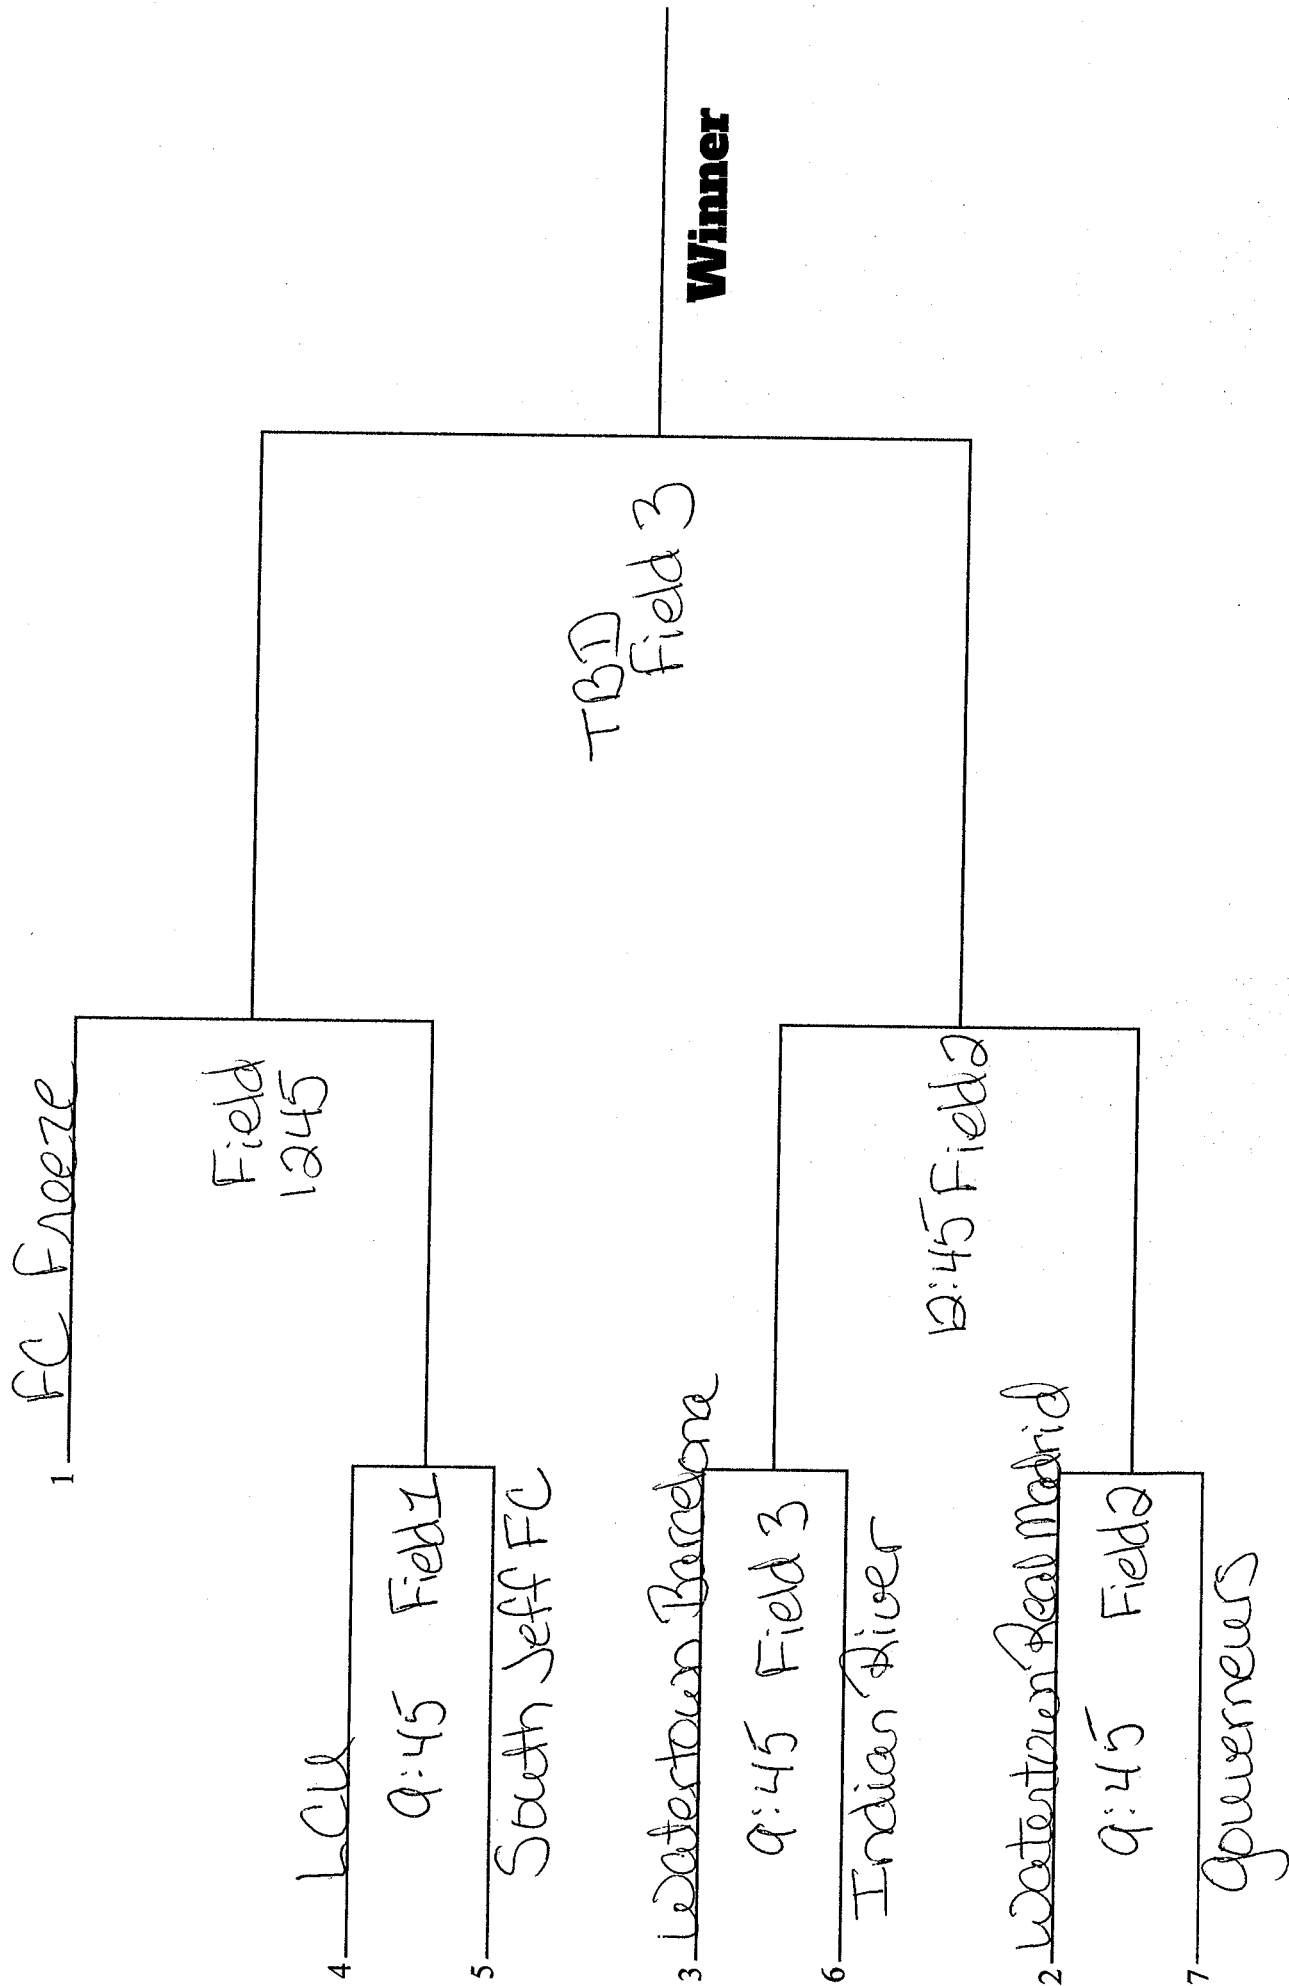 1 FC Freeze
Field
1245
4 LCU
9:45 Field 1
5 South Jeff FC
TBD
Field 3
Winner
3 Watertown Barcelona
9:45 Field 3
6 Indian River
12:45 Field 2
2 Watertown Real Madrid
9:45 Field 2
7 Gouverneurs